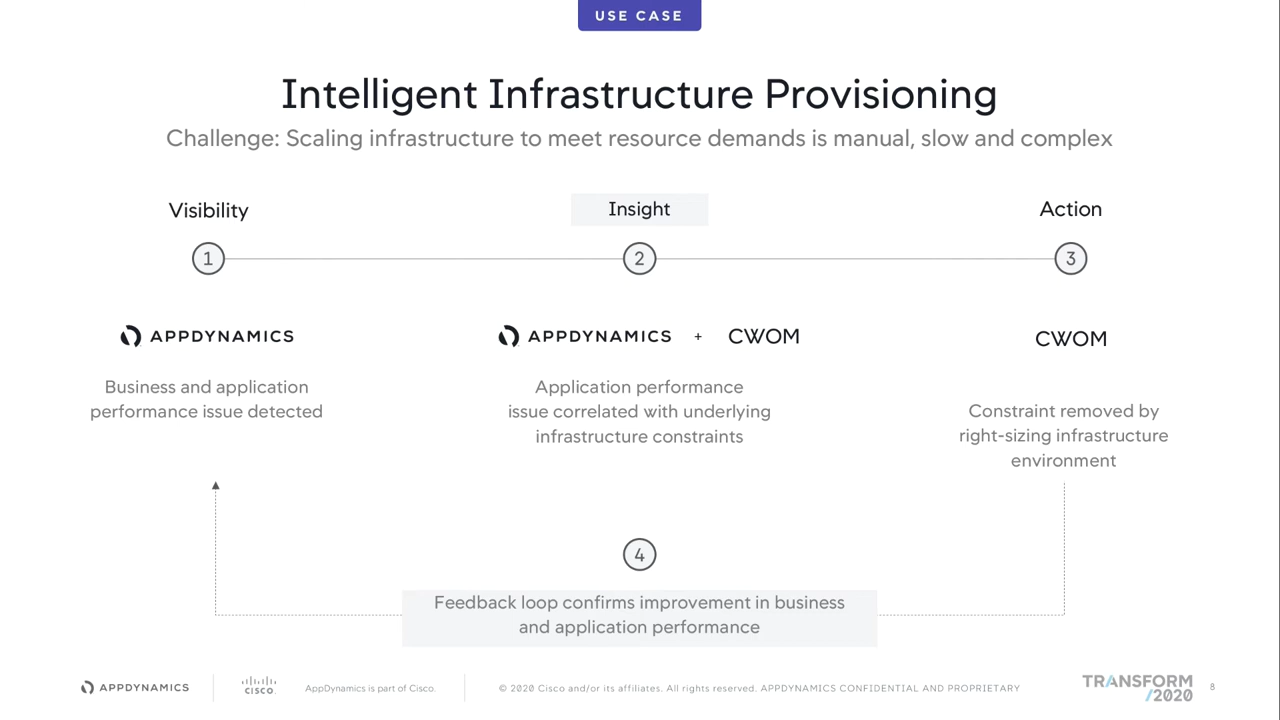 USE CASE
Intelligent Infrastructure Provisioning
Challenge: Scaling infrastructure to meet resource demands is manual, slow and complex
Visibility
Insight
Action
1
2
3
APPDYNAMICS
APPDYNAMICS + CWOM
CWOM
Business and application
performance issue detected
Application performance
issue correlated with underlying
infrastructure constraints
Constraint removed by
right-sizing infrastructure
environment
4
Feedback loop confirms improvement in business
and application performance
APPDYNAMICS
CISCO
AppDynamics is part of Cisco.
© 2020 Cisco and/or its affiliates. All rights reserved. APPDYNAMICS CONFIDENTIAL AND PROPRIETARY
TRANSFORM
/2020
8